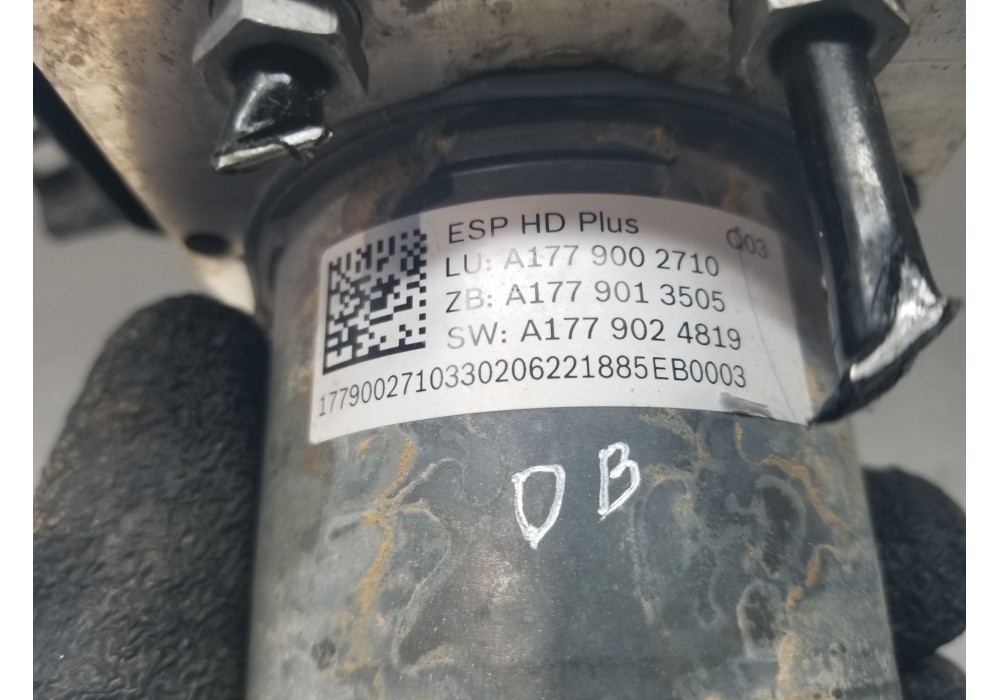 ESP HD Plus
003
LU: A177 900 2710
ZB: A177 901 3505
SW: A177 902 4819
1779002710330206221885EB0003
DB